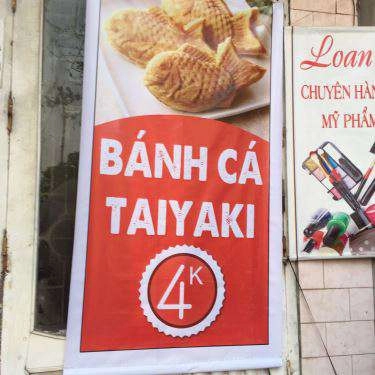 BÁNH CÁ
TAIYAKI
4K
Loan
CHUYÊN HÀN
MỸ PHẨM